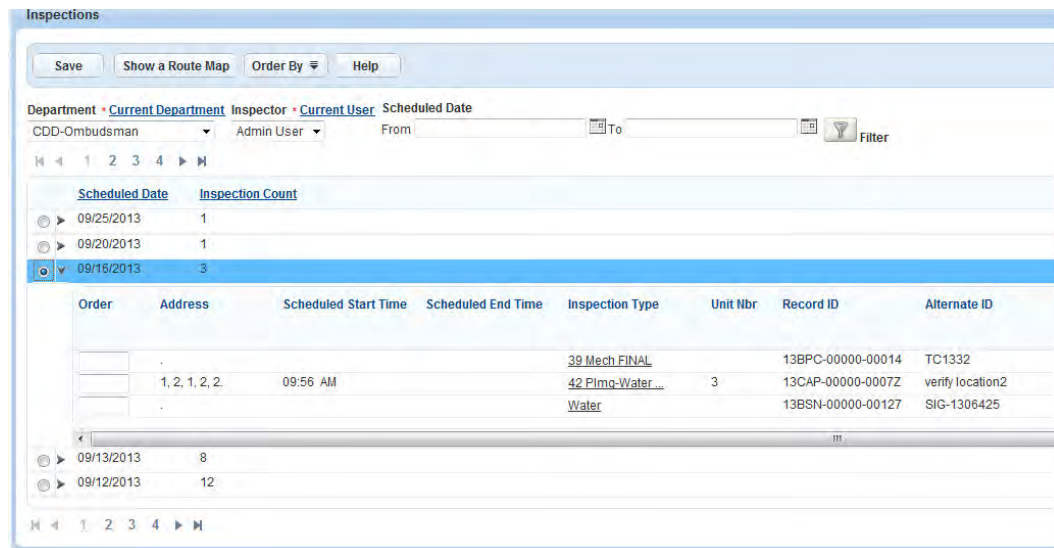 Inspections
Save Show a Route Map Order By Help
Department * Current Department Inspector * Current User Scheduled Date
CDD-Ombudsman Admin User From To Filter
1 2 3 4
Scheduled Date Inspection Count
09/25/2013 1
09/20/2013 1
09/16/2013 3
Order Address Scheduled Start Time Scheduled End Time Inspection Type Unit Nbr Record ID Alternate ID
. 39 Mech FINAL 13BPC-00000-00014 TC1332
1, 2, 1, 2, 2. 09:56 AM 42 Plmg-Water ... 3 13CAP-00000-0007Z verify location2
. Water 13BSN-00000-00127 SIG-1306425
09/13/2013 8
09/12/2013 12
1 2 3 4